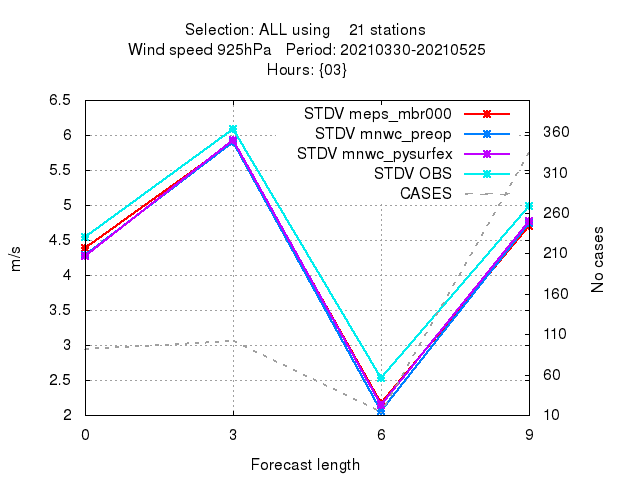 Selection: ALL using    21 stations
Wind speed 925hPa   Period: 20210330-20210525
Hours: {03}
STDV meps_mbr000
STDV mnwc_preop
STDV mnwc_pysurfex
STDV OBS
CASES
m/s
6.5
6
5.5
5
4.5
4
3.5
3
2.5
2
360
310
260
210
160
110
60
10
No cases
0 3 6 9
Forecast length